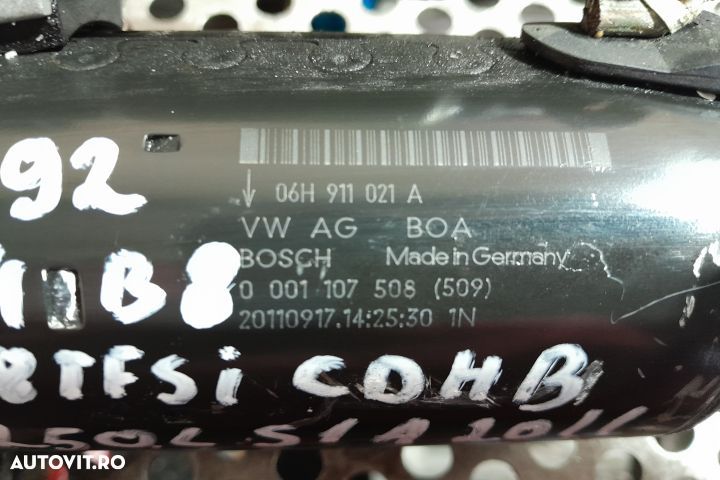 92
06H 911 021 A
VW AG BOA
BOSCH Made in Germany
B8
0 001 107 508 (509)
20110917.14:25:30 1N
8TFSi CDHB
AUTOVIT.RO